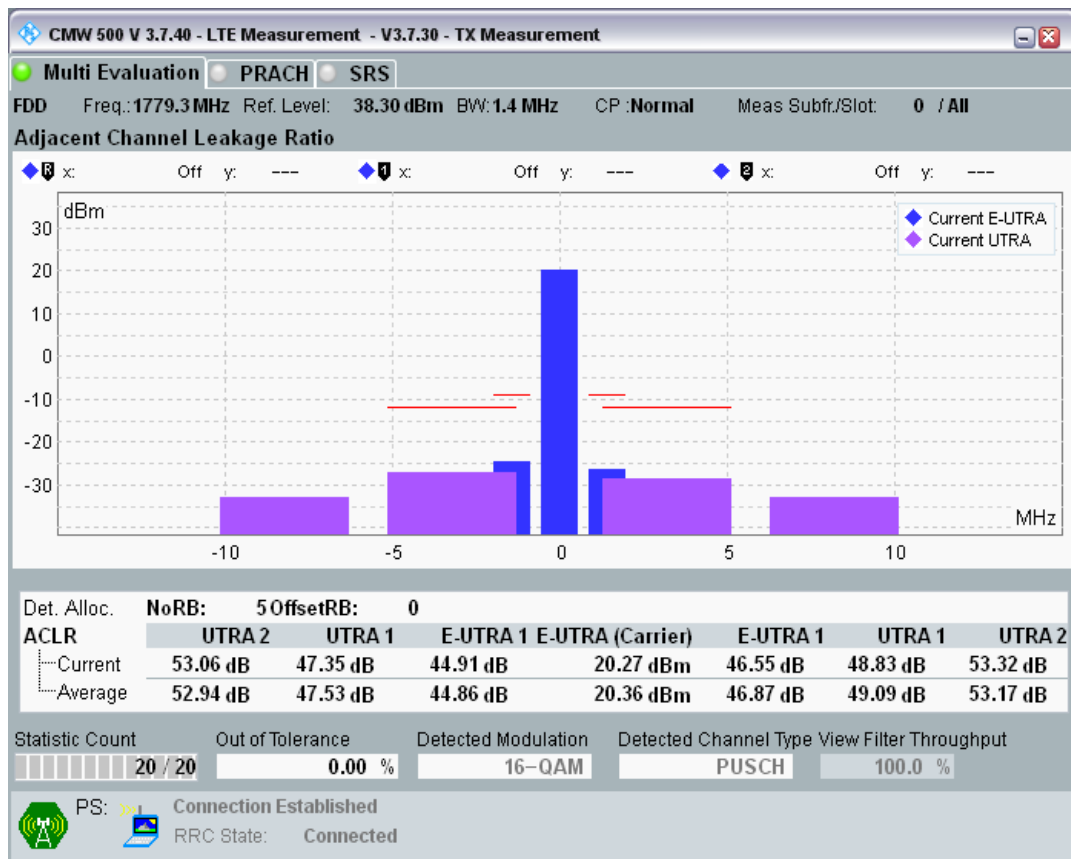 CMW 500 V 3.7.40 - LTE Measurement - V3.7.30 - TX Measurement
Multi Evaluation PRACH SRS
FDD Freq.: 1779.3 MHz Ref. Level: 38.30 dBm BW: 1.4 MHz CP : Normal Meas Subfr./Slot: 0 / All
Adjacent Channel Leakage Ratio
R x: Off y: --- 1 x: Off y: --- 2 x: Off y: ---
dBm
Current E-UTRA
Current UTRA
30
20
10
0
-10
-20
-30
MHz
-10 -5 0 5 10
Det. Alloc. NoRB: 5 OffsetRB: 0
ACLR UTRA 2 UTRA 1 E-UTRA 1 E-UTRA (Carrier) E-UTRA 1 UTRA 1 UTRA 2
Current 53.06 dB 47.35 dB 44.91 dB 20.27 dBm 46.55 dB 48.83 dB 53.32 dB
Average 52.94 dB 47.53 dB 44.86 dB 20.36 dBm 46.87 dB 49.09 dB 53.17 dB
Statistic Count Out of Tolerance Detected Modulation Detected Channel Type View Filter Throughput
20 / 20 0.00 % 16-QAM PUSCH 100.0 %
PS: Connection Established
RRC State: Connected